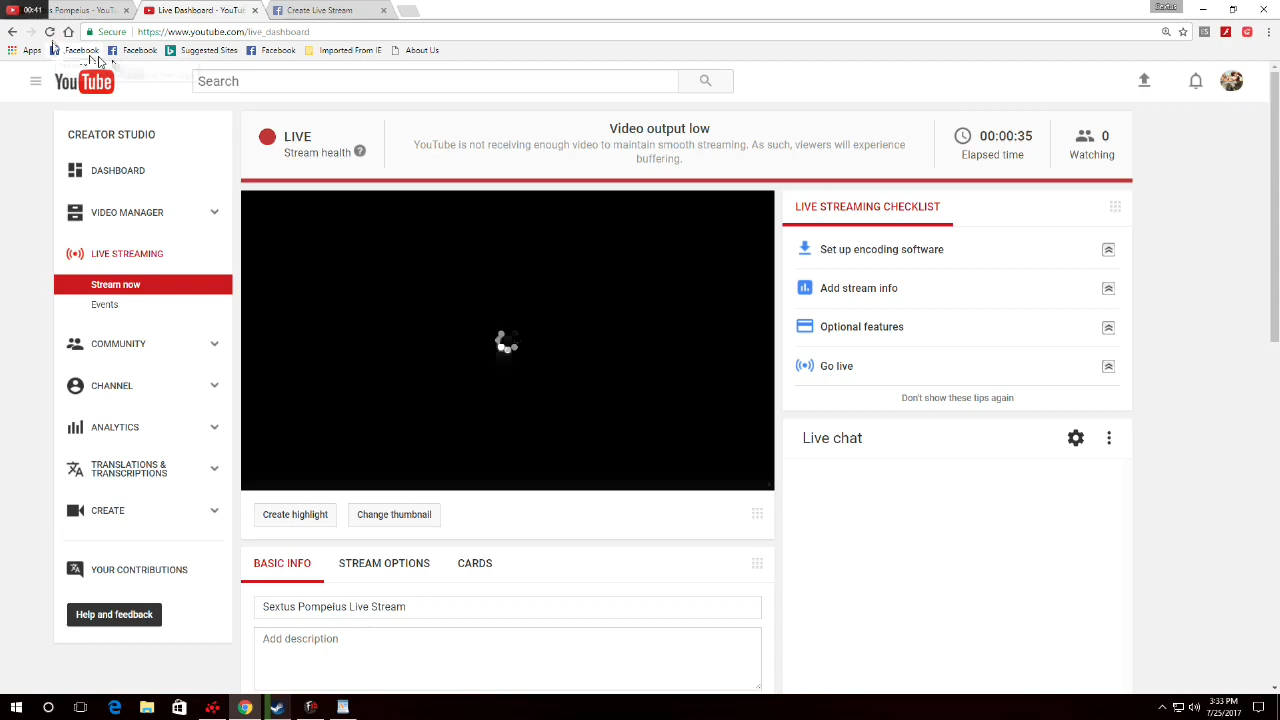 00:41
s Pompeius - YouTu
Live Dashboard - YouTub
Create Live Stream
Secure
https://www.youtube.com/live_dashboard
Apps
Facebook
Facebook
Suggested Sites
Facebook
Imported From IE
About Us
YouTube
Search
CREATOR STUDIO
DASHBOARD
VIDEO MANAGER
LIVE STREAMING
Stream now
Events
COMMUNITY
CHANNEL
ANALYTICS
TRANSLATIONS &
TRANSCRIPTIONS
CREATE
YOUR CONTRIBUTIONS
Help and feedback
LIVE
Stream health
Video output low
YouTube is not receiving enough video to maintain smooth streaming. As such, viewers will experience
buffering.
00:00:35
Elapsed time
0
Watching
Create highlight
Change thumbnail
BASIC INFO
STREAM OPTIONS
CARDS
Sextus Pompeius Live Stream
Add description
LIVE STREAMING CHECKLIST
Set up encoding software
Add stream info
Optional features
Go live
Don't show these tips again
Live chat
3:33 PM
7/25/2017